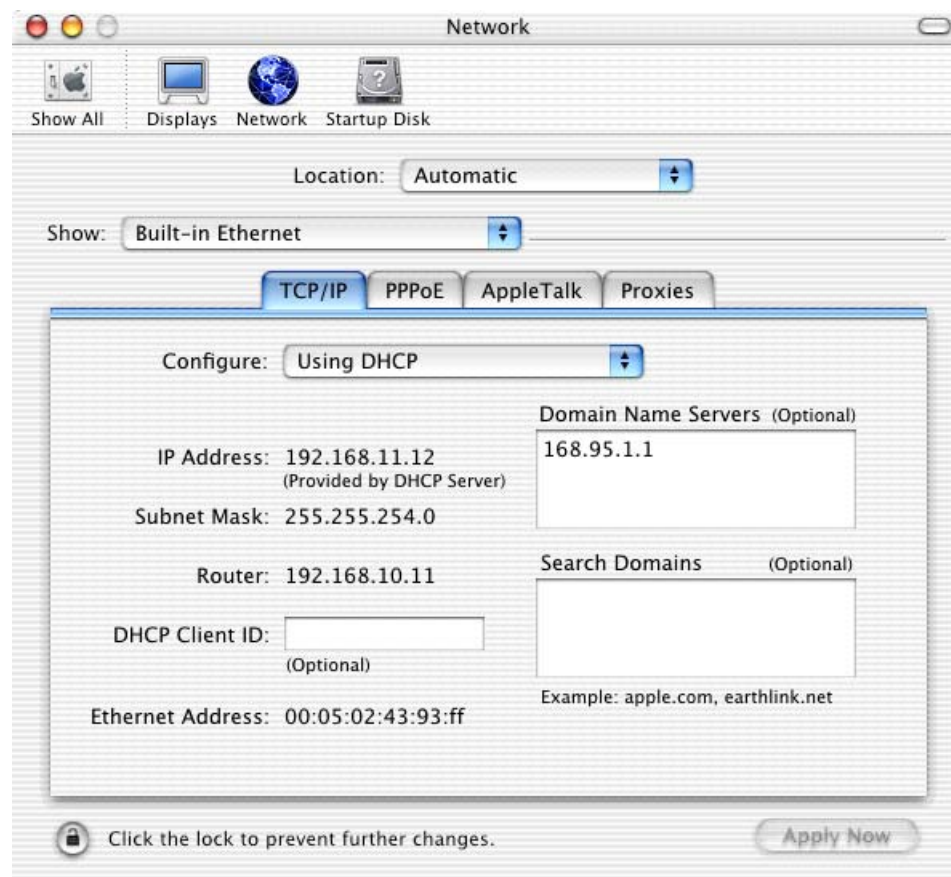 Network
Show All Displays Network Startup Disk
Location: Automatic
Show: Built-in Ethernet
TCP/IP PPPoE AppleTalk Proxies
Configure: Using DHCP
Domain Name Servers (Optional)
168.95.1.1
IP Address: 192.168.11.12
(Provided by DHCP Server)
Subnet Mask: 255.255.254.0
Router: 192.168.10.11
Search Domains (Optional)
DHCP Client ID:
(Optional)
Example: apple.com, earthlink.net
Ethernet Address: 00:05:02:43:93:ff
Click the lock to prevent further changes.
Apply Now